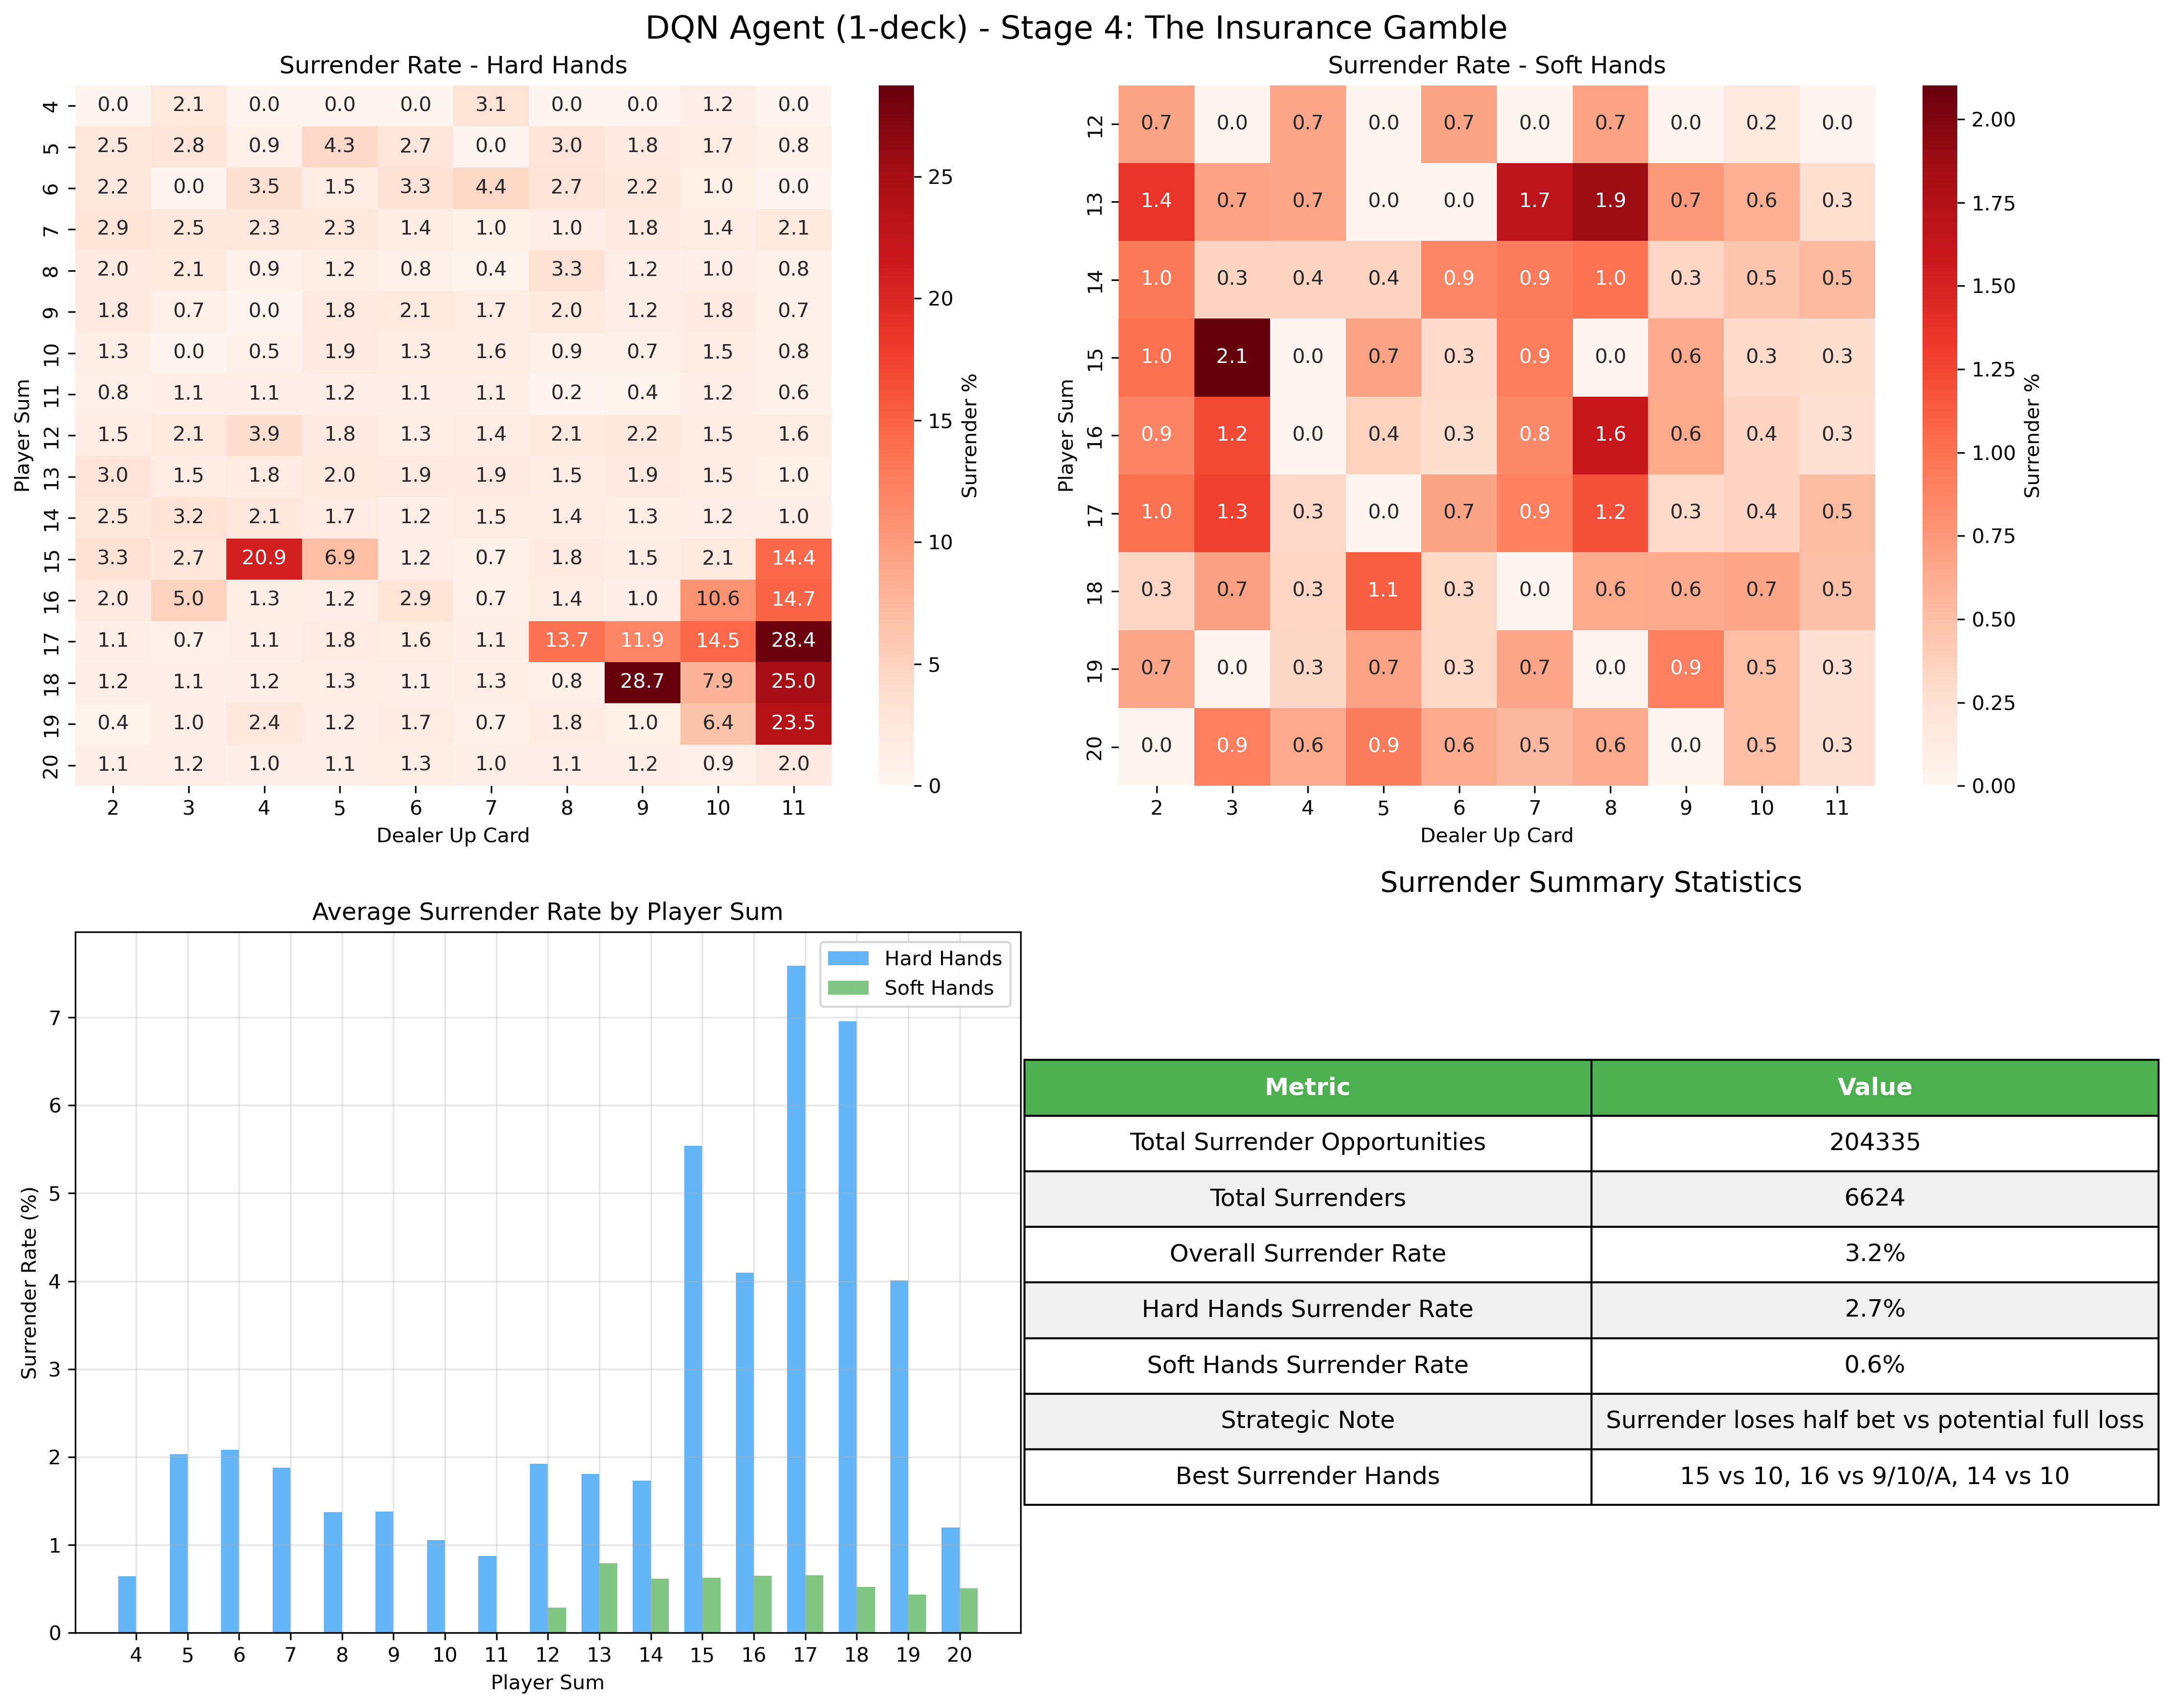 DQN Agent (1-deck) - Stage 4: The Insurance Gamble
Surrender Rate - Hard Hands
Player Sum
4 0.0 2.1 0.0 0.0 0.0 3.1 0.0 0.0 1.2 0.0
5 2.5 2.8 0.9 4.3 2.7 0.0 3.0 1.8 1.7 0.8
6 2.2 0.0 3.5 1.5 3.3 4.4 2.7 2.2 1.0 0.0
7 2.9 2.5 2.3 2.3 1.4 1.0 1.0 1.8 1.4 2.1
8 2.0 2.1 0.9 1.2 0.8 0.4 3.3 1.2 1.0 0.8
9 1.8 0.7 0.0 1.8 2.1 1.7 2.0 1.2 1.8 0.7
10 1.3 0.0 0.5 1.9 1.3 1.6 0.9 0.7 1.5 0.8
11 0.8 1.1 1.1 1.2 1.1 1.1 0.2 0.4 1.2 0.6
12 1.5 2.1 3.9 1.8 1.3 1.4 2.1 2.2 1.5 1.6
13 3.0 1.5 1.8 2.0 1.9 1.9 1.5 1.9 1.5 1.0
14 2.5 3.2 2.1 1.7 1.2 1.5 1.4 1.3 1.2 1.0
15 3.3 2.7 20.9 6.9 1.2 0.7 1.8 1.5 2.1 14.4
16 2.0 5.0 1.3 1.2 2.9 0.7 1.4 1.0 10.6 14.7
17 1.1 0.7 1.1 1.8 1.6 1.1 13.7 11.9 14.5 28.4
18 1.2 1.1 1.2 1.3 1.1 1.3 0.8 28.7 7.9 25.0
19 0.4 1.0 2.4 1.2 1.7 0.7 1.8 1.0 6.4 23.5
20 1.1 1.2 1.0 1.1 1.3 1.0 1.1 1.2 0.9 2.0
2 3 4 5 6 7 8 9 10 11
Dealer Up Card
25
20
15
10
5
0
Surrender %
Surrender Rate - Soft Hands
Player Sum
12 0.7 0.0 0.7 0.0 0.7 0.0 0.7 0.0 0.2 0.0
13 1.4 0.7 0.7 0.0 0.0 1.7 1.9 0.7 0.6 0.3
14 1.0 0.3 0.4 0.4 0.9 0.9 1.0 0.3 0.5 0.5
15 1.0 2.1 0.0 0.7 0.3 0.9 0.0 0.6 0.3 0.3
16 0.9 1.2 0.0 0.4 0.3 0.8 1.6 0.6 0.4 0.3
17 1.0 1.3 0.3 0.0 0.7 0.9 1.2 0.3 0.4 0.5
18 0.3 0.7 0.3 1.1 0.3 0.0 0.6 0.6 0.7 0.5
19 0.7 0.0 0.3 0.7 0.3 0.7 0.0 0.9 0.5 0.3
20 0.0 0.9 0.6 0.9 0.6 0.5 0.6 0.0 0.5 0.3
2 3 4 5 6 7 8 9 10 11
Dealer Up Card
2.00
1.75
1.50
1.25
1.00
0.75
0.50
0.25
0.00
Surrender %
Average Surrender Rate by Player Sum
Hard Hands
Soft Hands
Surrender Rate (%)
7
6
5
4
3
2
1
0
4 5 6 7 8 9 10 11 12 13 14 15 16 17 18 19 20
Player Sum
Surrender Summary Statistics
Metric Value
Total Surrender Opportunities 204335
Total Surrenders 6624
Overall Surrender Rate 3.2%
Hard Hands Surrender Rate 2.7%
Soft Hands Surrender Rate 0.6%
Strategic Note Surrender loses half bet vs potential full loss
Best Surrender Hands 15 vs 10, 16 vs 9/10/A, 14 vs 10